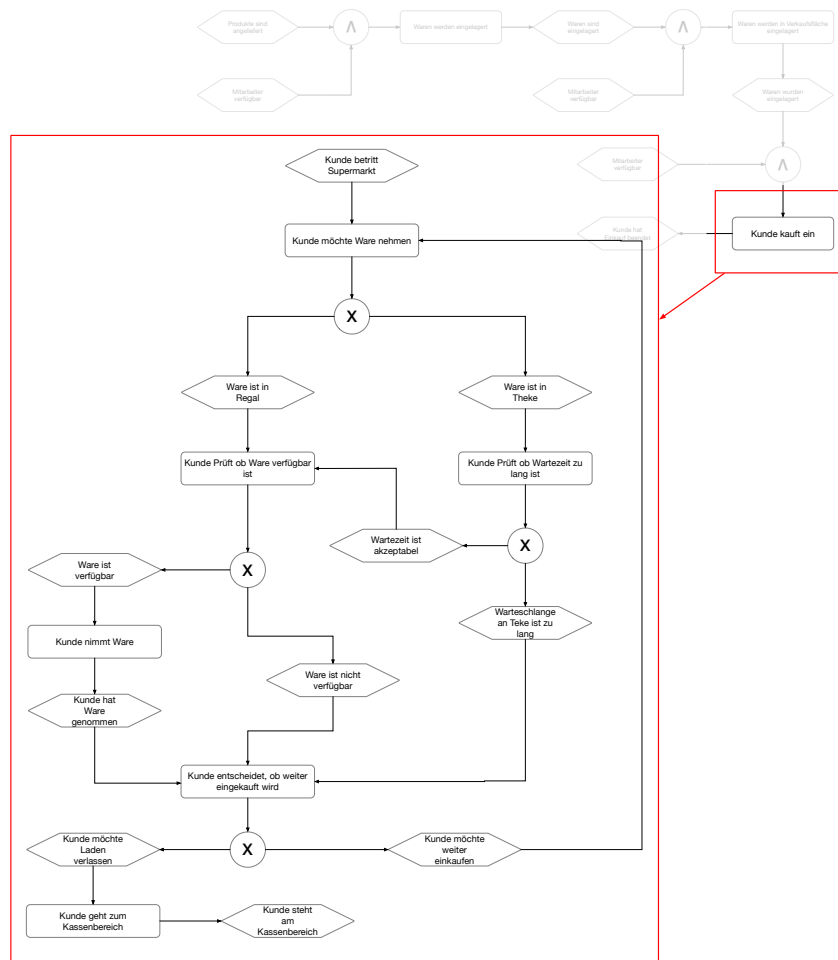 Produkte sind
angeliefert
Λ
Waren werden eingelagert
Waren sind
eingelagert
Λ
Waren werden in Verkaufsfläche
eingelagert
Mitarbeiter
verfügbar
Mitarbeiter
verfügbar
Waren worden
eingelagert
Mitarbeiter
verfügbar
Λ
Kunde hat
Einkauf beendet
Kunde kauft ein
Kunde betritt
Supermarkt
Kunde möchte Ware nehmen
X
Ware ist in
Regal
Ware ist in
Theke
Kunde Prüft ob Ware verfügbar
ist
Kunde Prüft ob Wartezeit zu
lang ist
Ware ist
verfügbar
X
Wartezeit ist
akzeptabel
X
Kunde nimmt Ware
Warteschlange
an Teke ist zu
lang
Kunde hat
Ware
genommen
Ware ist nicht
verfügbar
Kunde entscheidet, ob weiter
eingekauft wird
Kunde möchte
Laden
verlassen
X
Kunde möchte
weiter
einkaufen
Kunde geht zum
Kassenbereich
Kunde steht
am
Kassenbereich